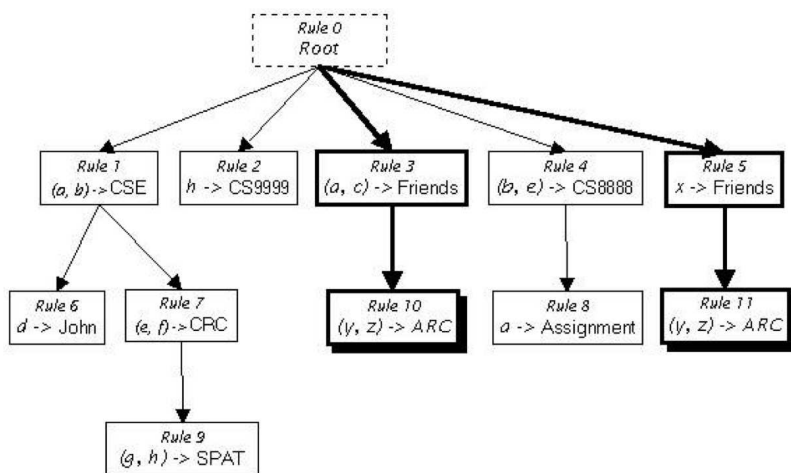 Rule 0
Root
Rule 1
(a, b) -> CSE
Rule 2
h -> CS9999
Rule 3
(a, c) -> Friends
Rule 4
(b, e) -> CS8888
Rule 5
x -> Friends
Rule 6
d -> John
Rule 7
(e, f) -> CRC
Rule 10
(y, z) -> ARC
Rule 8
a -> Assignment
Rule 11
(y, z) -> ARC
Rule 9
(g, h) -> SPAT